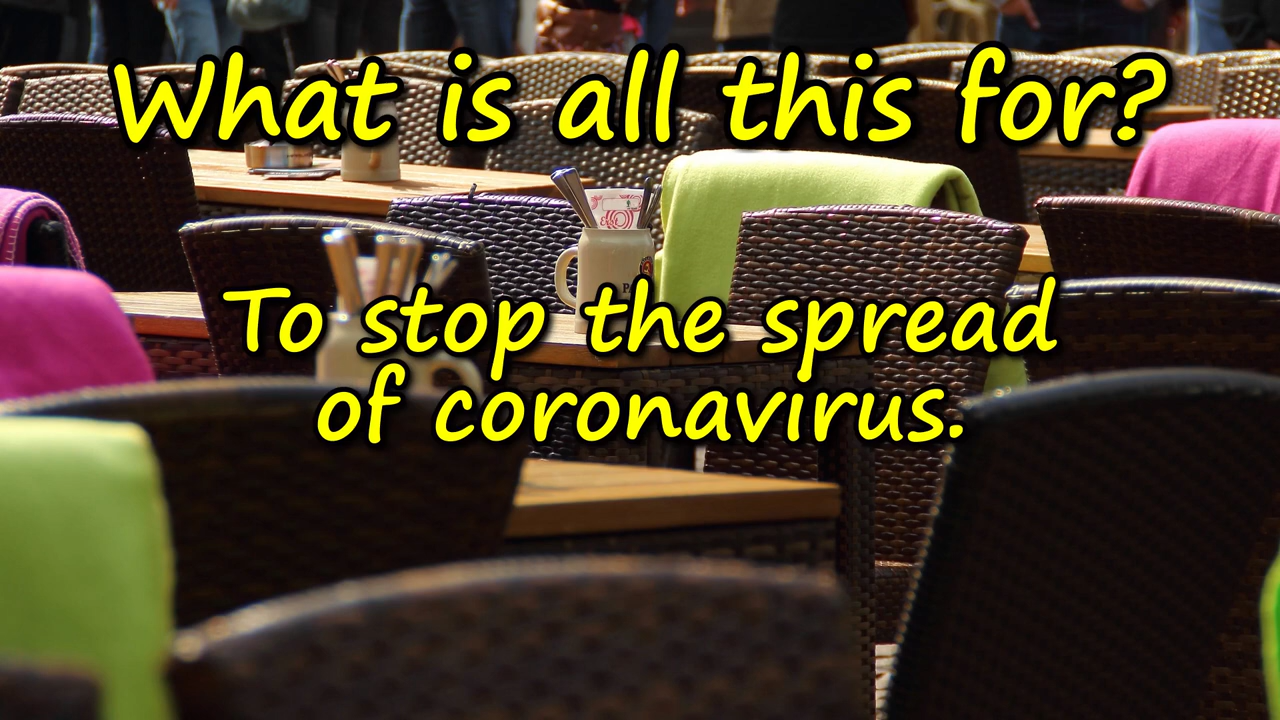 What is all this for?
To stop the spread
of coronavirus.